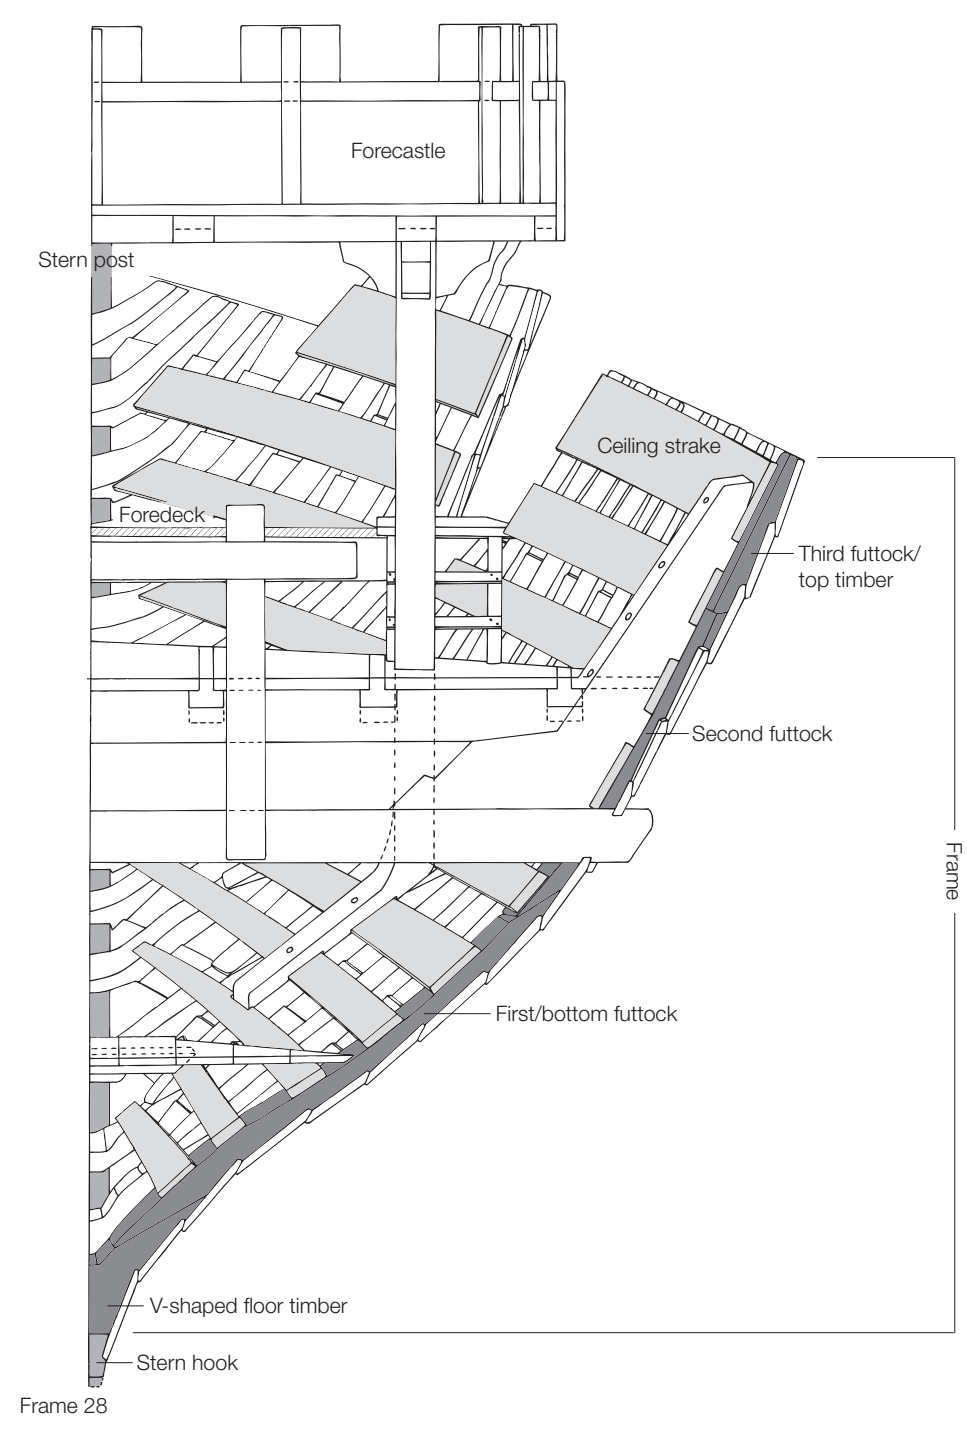 Forecastle
Stern post
Ceiling strake
Foredeck
Third futtock/
top timber
Second futtock
Frame
First/bottom futtock
V-shaped floor timber
Stern hook
Frame 28